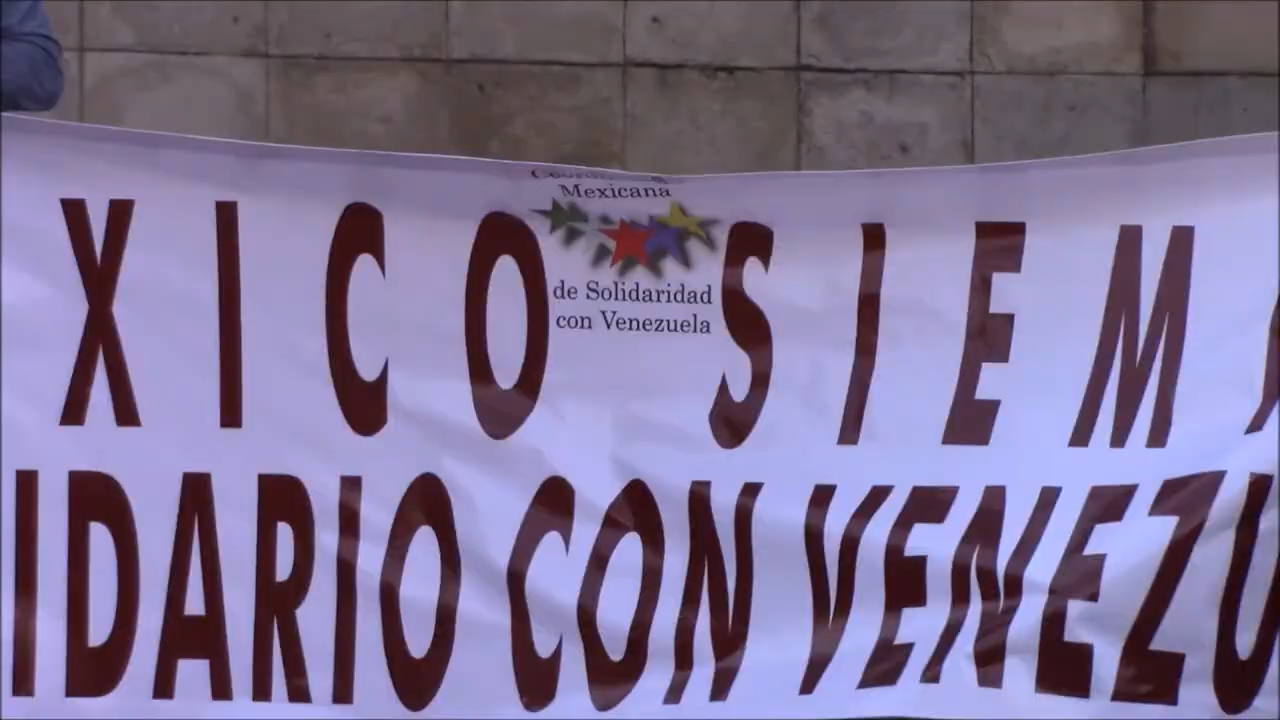 Mexicana
de Solidaridad
con Venezuela
XICO SIEM
IDARIO CON VENEZU